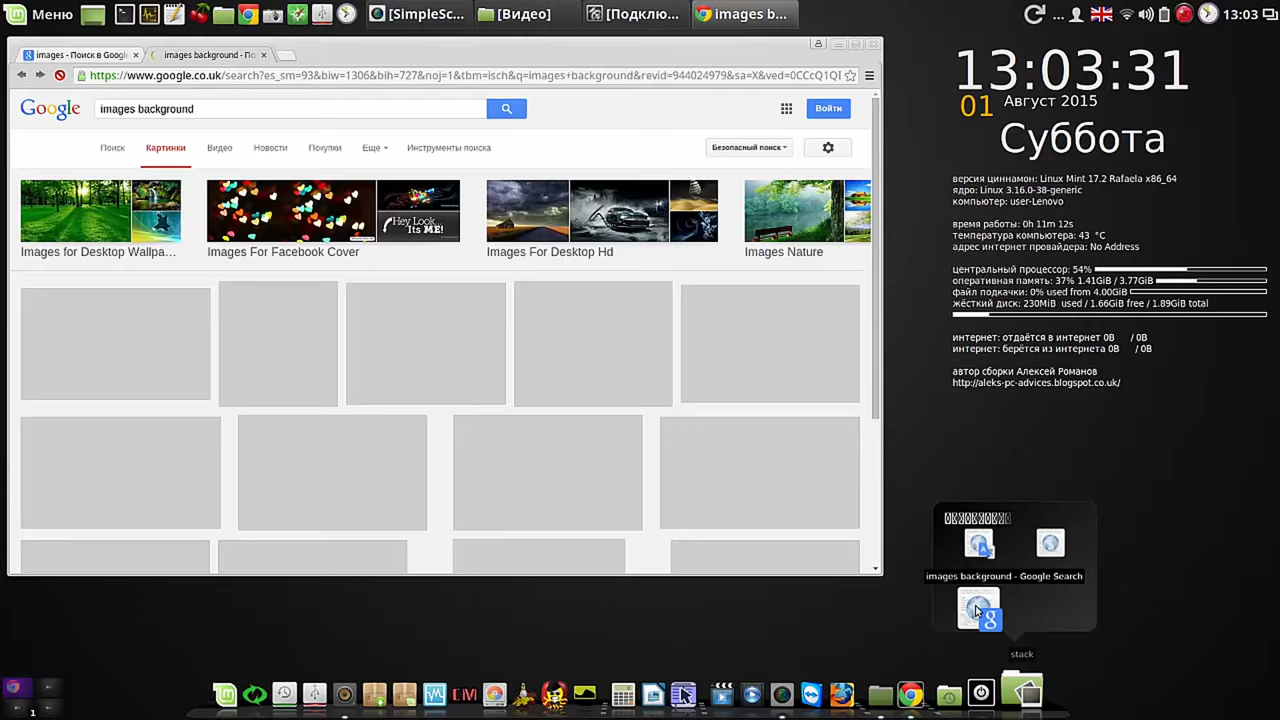 Меню
[SimpleSc...
[Видео]
[Подклю...
images b...
...
13:03
images - Поиск в Google
images background - По
https://www.google.co.uk/search?es_sm=93&biw=1306&bih=727&noj=1&tbm=isch&q=images+background&revid=944024979&sa=X&ved=0CCcQ1QI
Google
images background
Войти
Поиск
Картинки
Видео
Новости
Покупки
Ещё
Инструменты поиска
Безопасный поиск
HEY LOOK,
ITS ME!
Images for Desktop Wallpa...
Images For Facebook Cover
Images For Desktop Hd
Images Nature
13:03:31
01 Август 2015
Суббота
версия циннамон: Linux Mint 17.2 Rafaela x86_64
ядро: Linux 3.16.0-38-generic
компьютер: user-Lenovo
время работы: 0h 11m 12s
температура компьютера: 43 °C
адрес интернет провайдера: No Address
центральный процессор: 54%
оперативная память: 37% 1.41GiB / 3.77GiB
файл подкачки: 0% used from 4.00GiB
жёсткий диск: 230MiB used / 1.66GiB free / 1.89GiB total
интернет: отдаётся в интернет 0B / 0B
интернет: берётся из интернета 0B / 0B
автор сборки Алексей Романов
http://aleks-pc-advices.blogspot.co.uk/
images background - Google Search
stack
CM
1